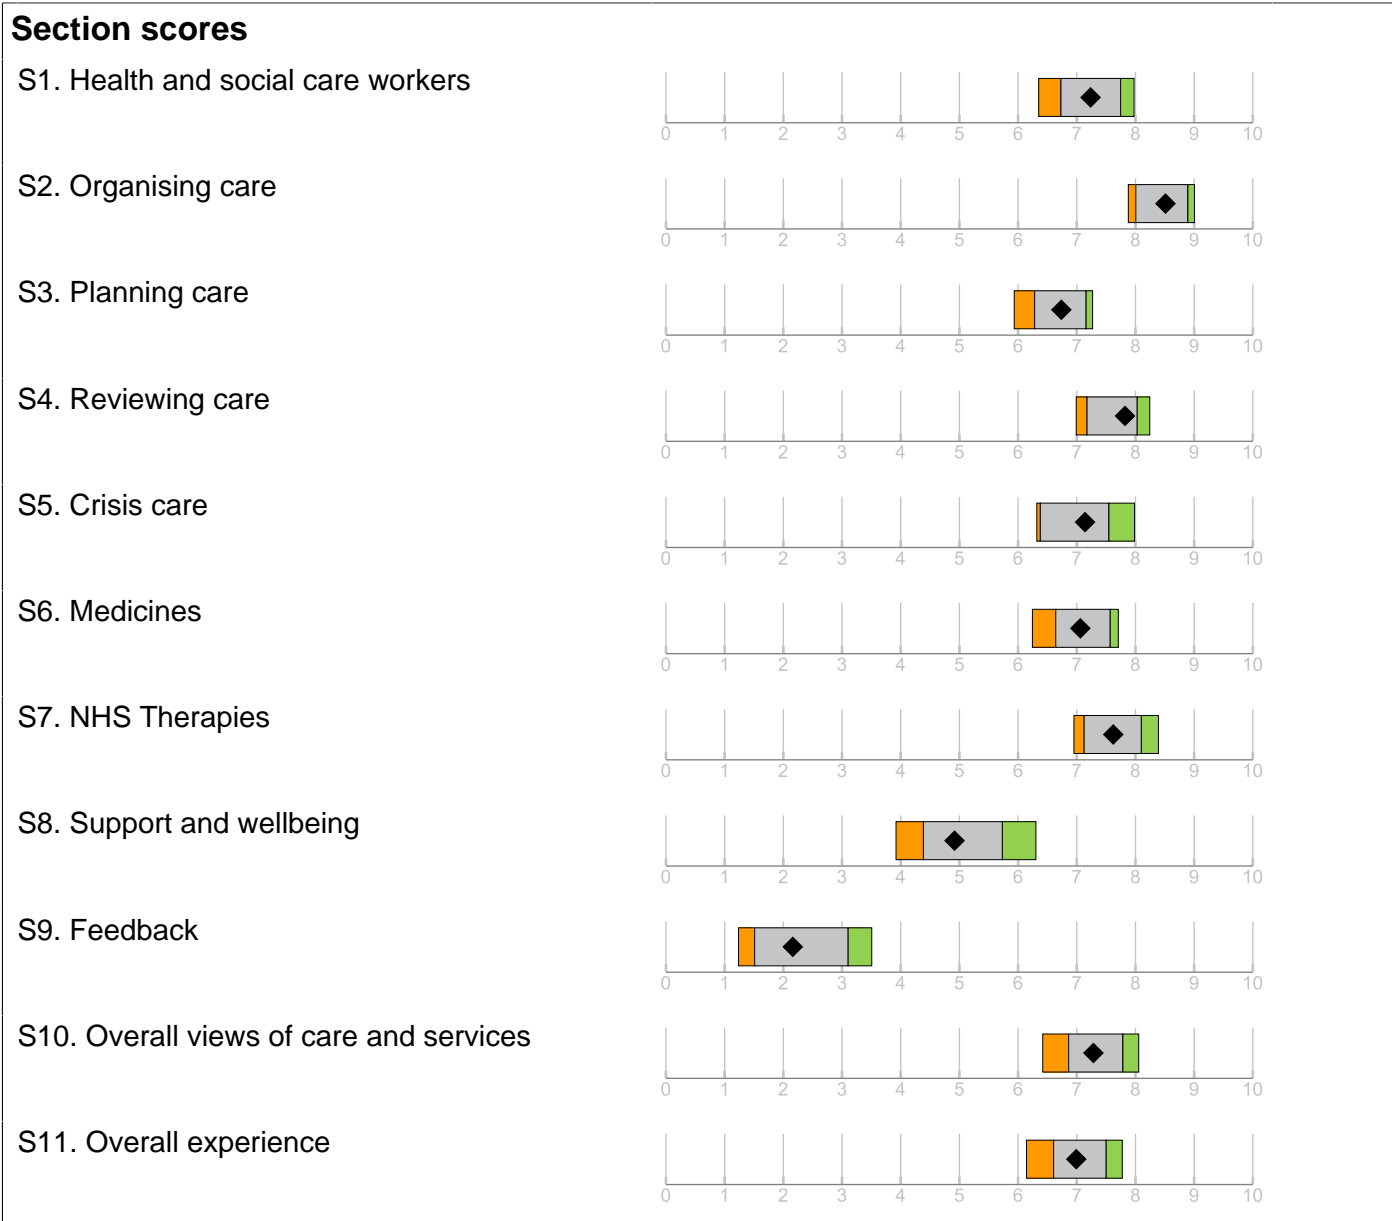 Section scores
S1. Health and social care workers
0 1 2 3 4 5 6 7 8 9 10
S2. Organising care
0 1 2 3 4 5 6 7 8 9 10
S3. Planning care
0 1 2 3 4 5 6 7 8 9 10
S4. Reviewing care
0 1 2 3 4 5 6 7 8 9 10
S5. Crisis care
0 1 2 3 4 5 6 7 8 9 10
S6. Medicines
0 1 2 3 4 5 6 7 8 9 10
S7. NHS Therapies
0 1 2 3 4 5 6 7 8 9 10
S8. Support and wellbeing
0 1 2 3 4 5 6 7 8 9 10
S9. Feedback
0 1 2 3 4 5 6 7 8 9 10
S10. Overall views of care and services
0 1 2 3 4 5 6 7 8 9 10
S11. Overall experience
0 1 2 3 4 5 6 7 8 9 10